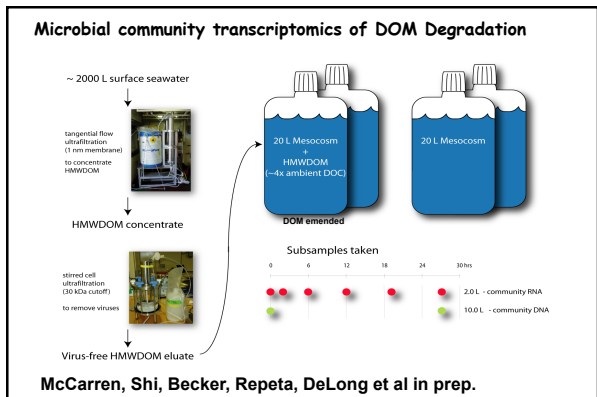 Microbial community transcriptomics of DOM Degradation
~ 2000 L surface seawater
tangential flow
ultrafiltration
(1 nm membrane)
to concentrate
HMWDOM
HMWDOM concentrate
stirred cell
ultrafiltration
(30 kDa cutoff)
to remove viruses
Virus-free HMWDOM eluate
20 L Mesocosm
+
HMWDOM
(~4x ambient DOC)
DOM emended
20 L Mesocosm
Subsamples taken
0 6 12 18 24 30 hrs
2.0 L - community RNA
10.0 L - community DNA
McCarren, Shi, Becker, Repeta, DeLong et al in prep.